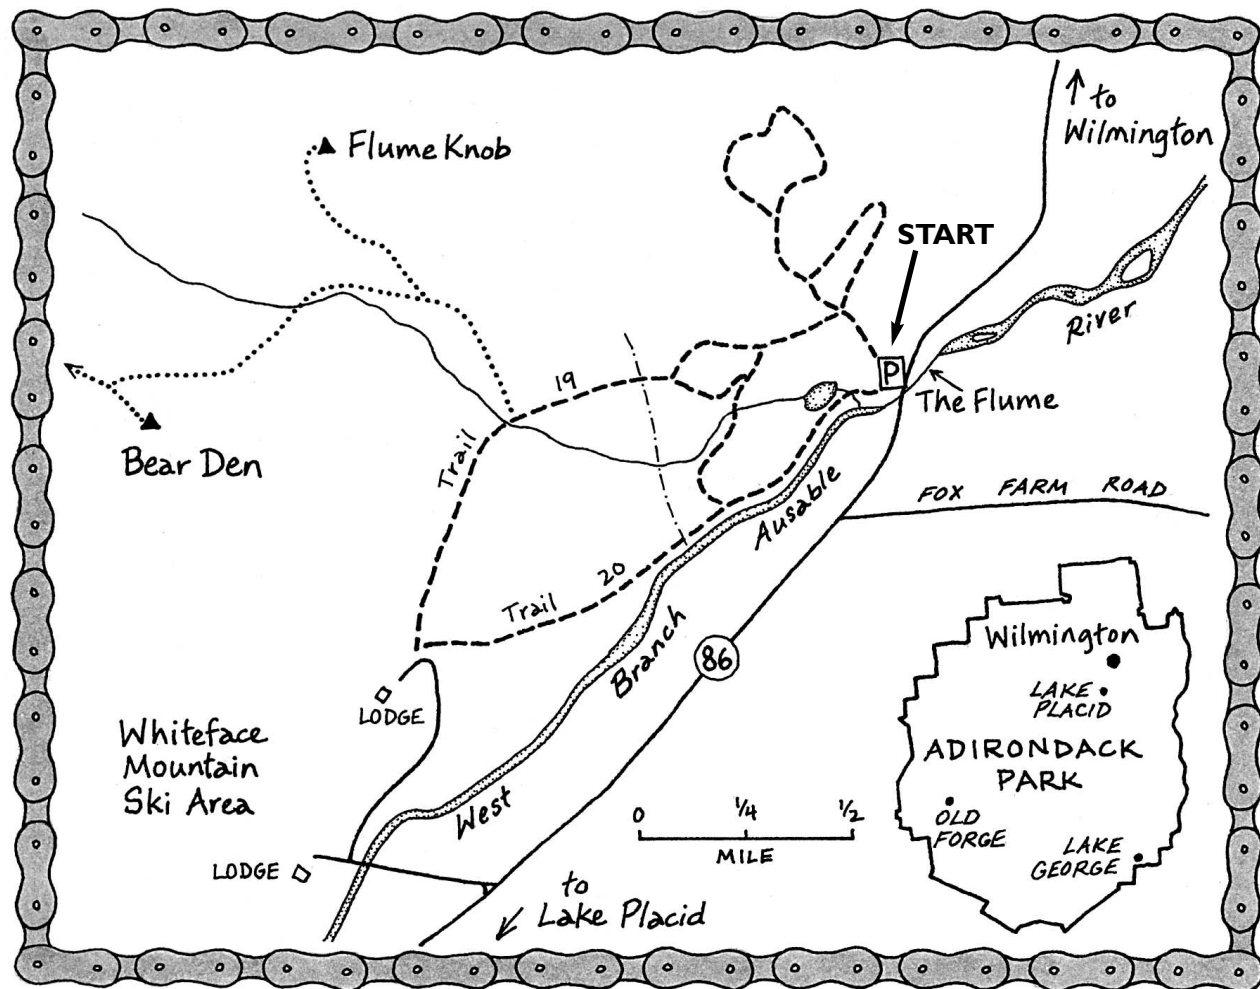 to
Wilmington
Flume Knob
START
River
P
The Flume
19
Trail
Bear Den
Ausable
FOX FARM ROAD
20
Trail
Branch
86
Wilmington
LAKE
PLACID
ADIRONDACK
PARK
OLD
FORGE
LAKE
GEORGE
LODGE
Whiteface
Mountain
Ski Area
West
0 1/4 1/2
MILE
LODGE
to
Lake Placid